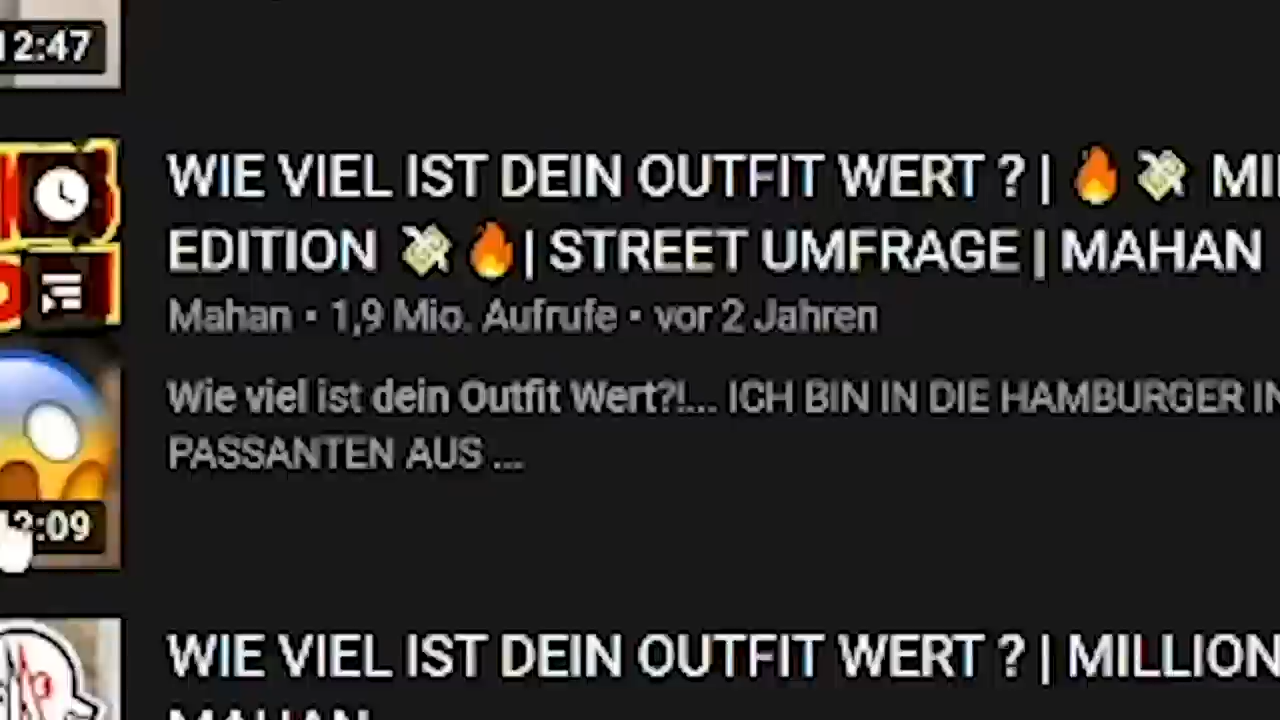 12:47
WIE VIEL IST DEIN OUTFIT WERT ? | 🔥 💸
EDITION 💸 🔥 | STREET UMFRAGE | MAHAN
Mahan • 1,9 Mio. Aufrufe • vor 2 Jahren
Wie viel ist dein Outfit Wert?!... ICH BIN IN DIE HAMBURGER
PASSANTEN AUS ...
:09
WIE VIEL IST DEIN OUTFIT WERT ? | MILLION
MAHAN